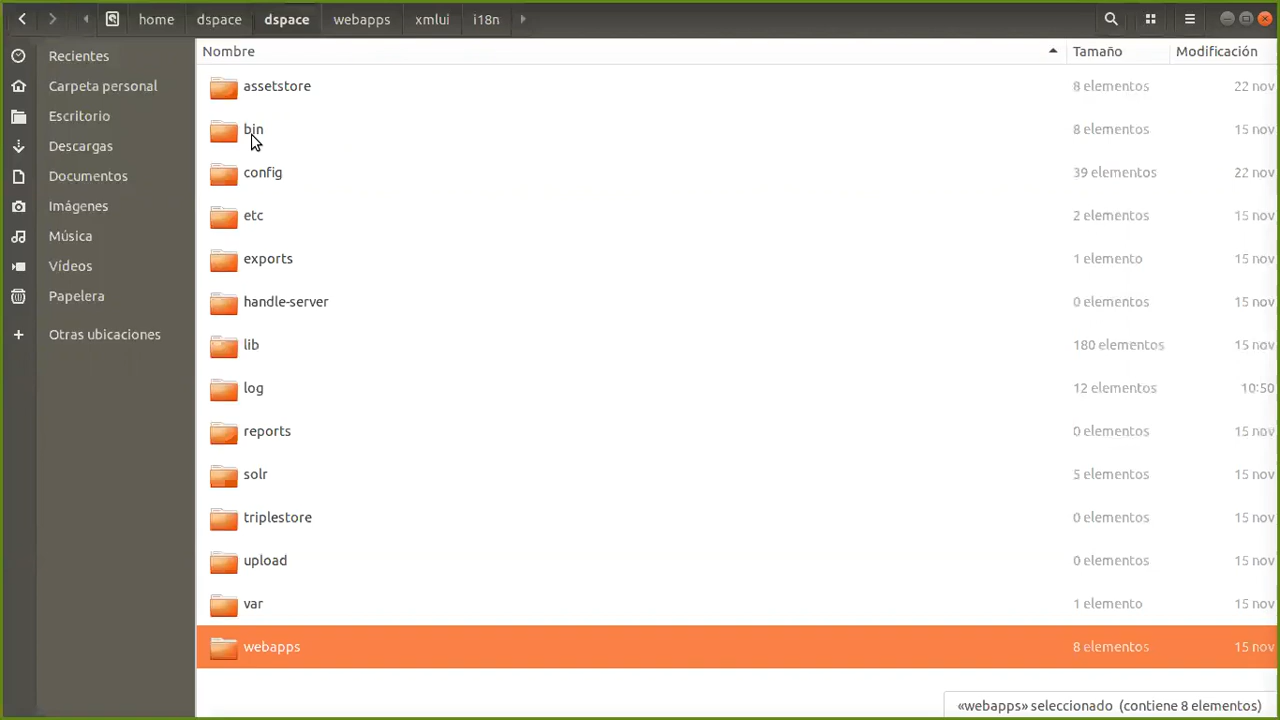 home dspace dspace webapps xmlui i18n
Nombre Tamaño Modificación
Recientes
Carpeta personal
Escritorio
Descargas
Documentos
Imágenes
Música
Vídeos
Papelera
Otras ubicaciones
assetstore 8 elementos 22 nov
bin 8 elementos 15 nov
config 39 elementos 22 nov
etc 2 elementos 15 nov
exports 1 elemento 15 nov
handle-server 0 elementos 15 nov
lib 180 elementos 15 nov
log 12 elementos 10:50
reports 0 elementos 15 nov
solr 5 elementos 15 nov
triplestore 0 elementos 15 nov
upload 0 elementos 15 nov
var 1 elemento 15 nov
webapps 8 elementos 15 nov
«webapps» seleccionado (contiene 8 elementos)